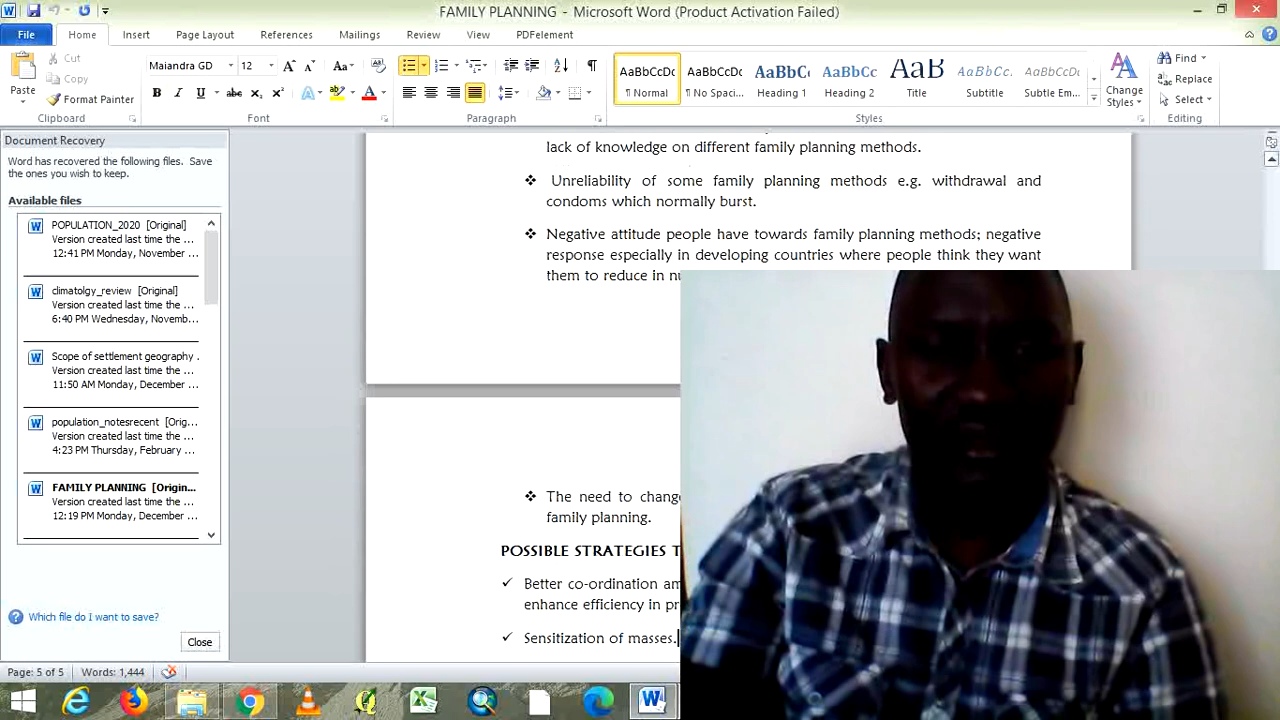 FAMILY PLANNING - Microsoft Word (Product Activation Failed)
File Home Insert Page Layout References Mailings Review View PDFelement
Cut
Copy
Format Painter
Paste
Clipboard
Maiandra GD 12
Font
Paragraph
AaBbCcDc AaBbCcDc AaBbC AaBbCc AaB AaBbCcL AaBbCcDc
¶ Normal ¶ No Spaci... Heading 1 Heading 2 Title Subtitle Subtle Em...
Styles
Change
Styles
Find
Replace
Select
Editing
Document Recovery
Word has recovered the following files. Save
the ones you wish to keep.
Available files
POPULATION_2020 [Original]
Version created last time the ...
12:41 PM Monday, November ...
climatolgy_review [Original]
Version created last time the ...
6:40 PM Wednesday, Novemb...
Scope of settlement geography .
Version created last time the ...
11:50 AM Monday, December ...
population_notesrecent [Orig...
Version created last time the ...
4:23 PM Thursday, February ...
FAMILY PLANNING [Origin...
Version created last time the ...
12:19 PM Monday, December ...
Which file do I want to save?
Close
lack of knowledge on different family planning methods.
❖ Unreliability of some family planning methods e.g. withdrawal and
condoms which normally burst.
❖ Negative attitude people have towards family planning methods; negative
response especially in developing countries where people think they want
them to reduce in nu
❖ The need to change
family planning.
POSSIBLE STRATEGIES T
✓ Better co-ordination am
enhance efficiency in pr
✓ Sensitization of masses.
Page: 5 of 5 Words: 1,444